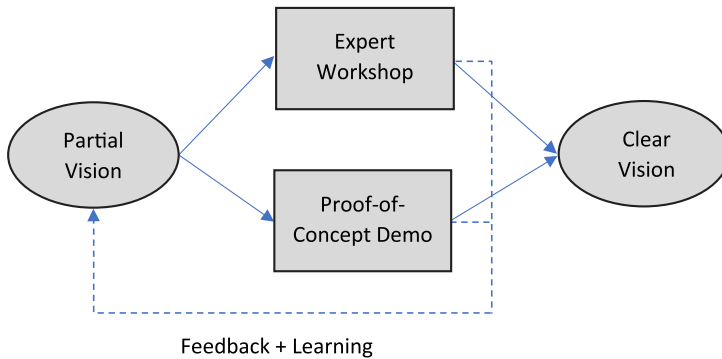 Expert
Workshop
Partial
Vision
Clear
Vision
Proof-of-
Concept Demo
Feedback + Learning